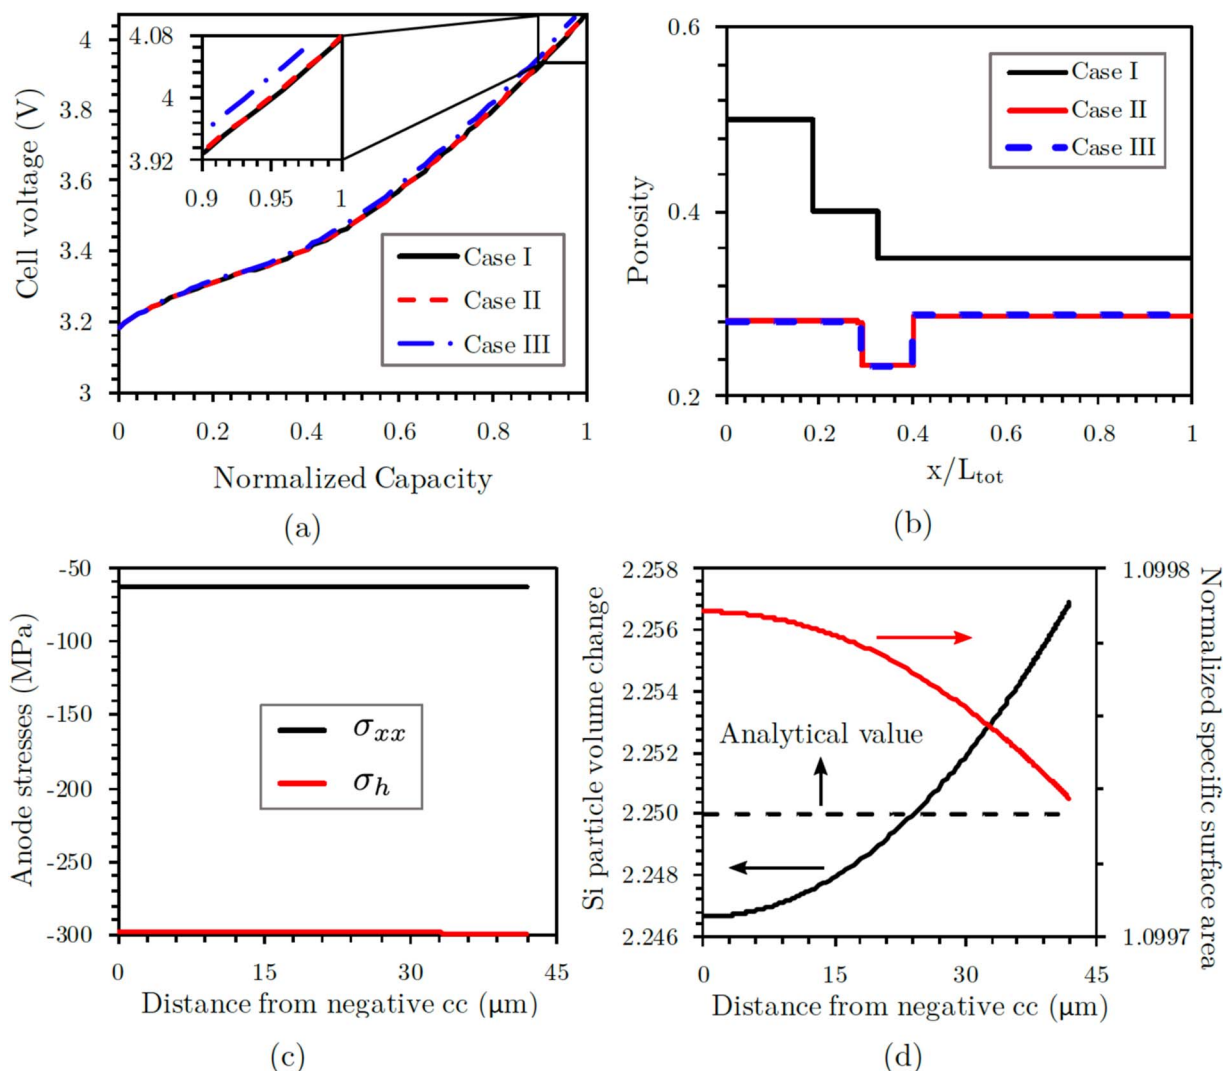 Cell voltage (V)
4
3.8
3.6
3.4
3.2
3
4.08
4
3.92
0.9
0.95
1
Case I
Case II
Case III
0
0.2
0.4
0.6
0.8
1
Normalized Capacity
(a)
Porosity
0.6
0.4
0.2
Case I
Case II
Case III
0
0.2
0.4
0.6
0.8
1
x/Ltot
(b)
Anode stresses (MPa)
-50
-100
-150
-200
-250
-300
σxx
σh
0
15
30
45
Distance from negative cc (μm)
(c)
Si particle volume change
2.258
2.256
2.254
2.252
2.250
2.248
2.246
Analytical value
1.0998
1.0997
Normalized specific surface area
0
15
30
45
Distance from negative cc (μm)
(d)